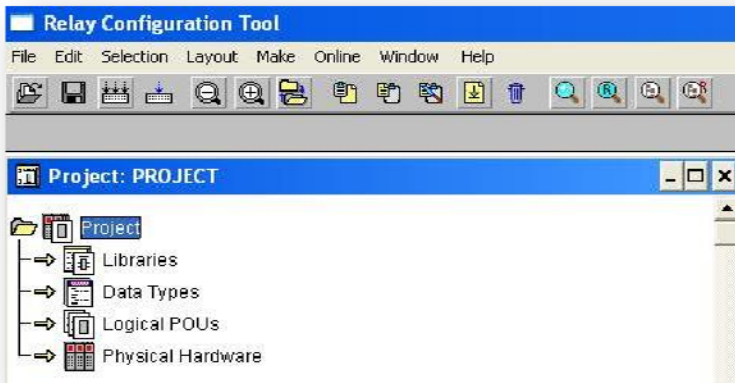 Relay Configuration Tool
File Edit Selection Layout Make Online Window Help
Project: PROJECT
Project
Libraries
Data Types
Logical POUs
Physical Hardware